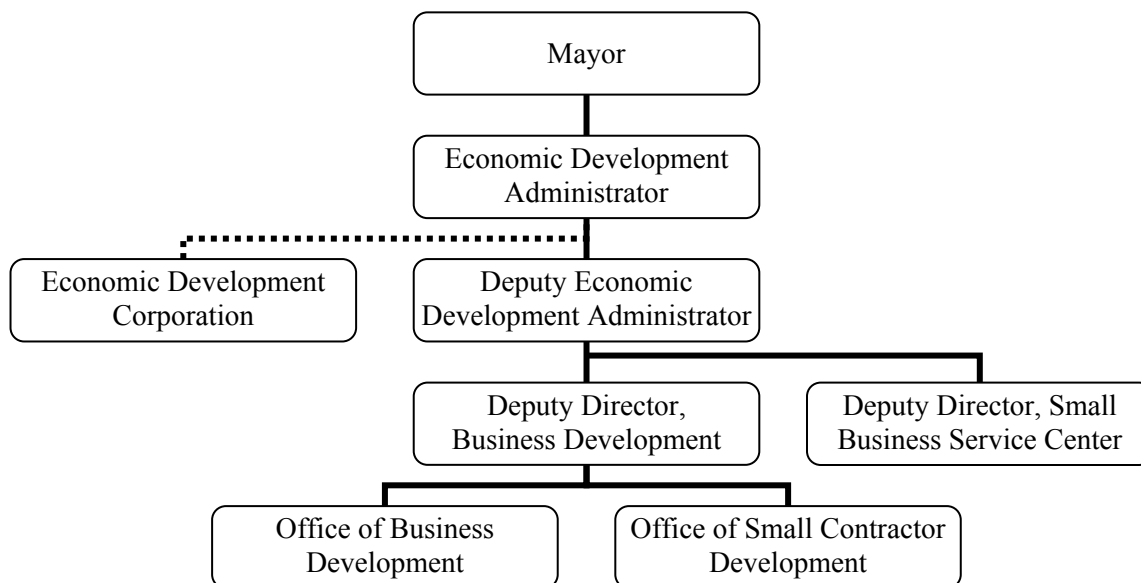 Mayor
Economic Development
Administrator
Economic Development
Corporation
Deputy Economic
Development Administrator
Deputy Director,
Business Development
Deputy Director, Small
Business Service Center
Office of Business
Development
Office of Small Contractor
Development